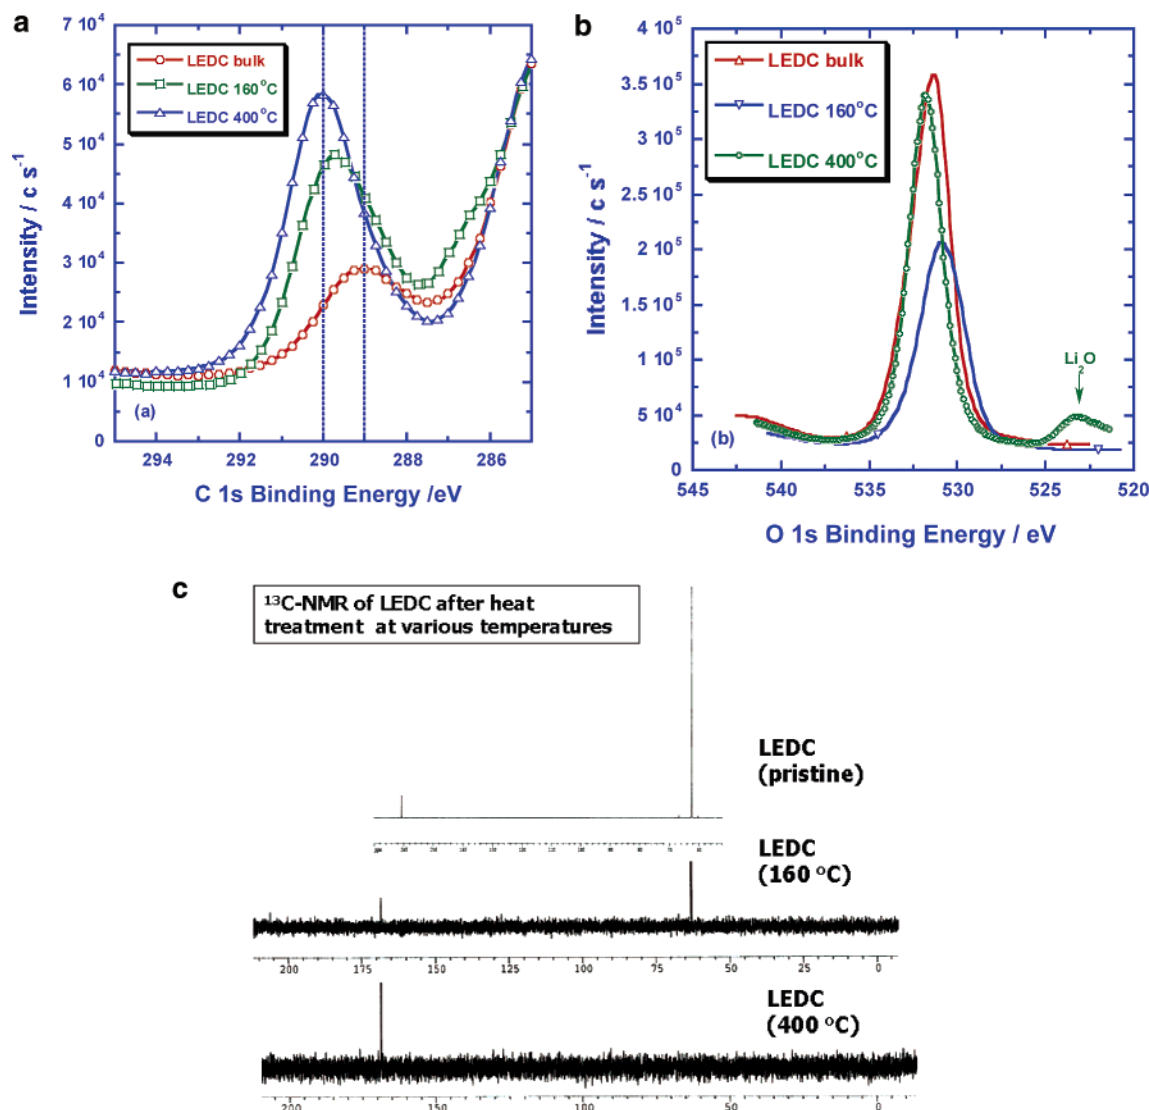 a
7 10⁴
6 10⁴
5 10⁴
4 10⁴
3 10⁴
2 10⁴
1 10⁴
0
Intensity / c s⁻¹
LEDC bulk
LEDC 160°C
LEDC 400°C
(a)
294 292 290 288 286
C 1s Binding Energy /eV
b
4 10⁵
3.5 10⁵
3 10⁵
2.5 10⁵
2 10⁵
1.5 10⁵
1 10⁵
5 10⁴
0
Intensity / c s⁻¹
LEDC bulk
LEDC 160°C
LEDC 400°C
Li₂O
(b)
545 540 535 530 525 520
O 1s Binding Energy / eV
c
¹³C-NMR of LEDC after heat
treatment at various temperatures
LEDC
(pristine)
LEDC
(160 °C)
200 175 150 125 100 75 50 25 0
LEDC
(400 °C)
200 150 100 50 0